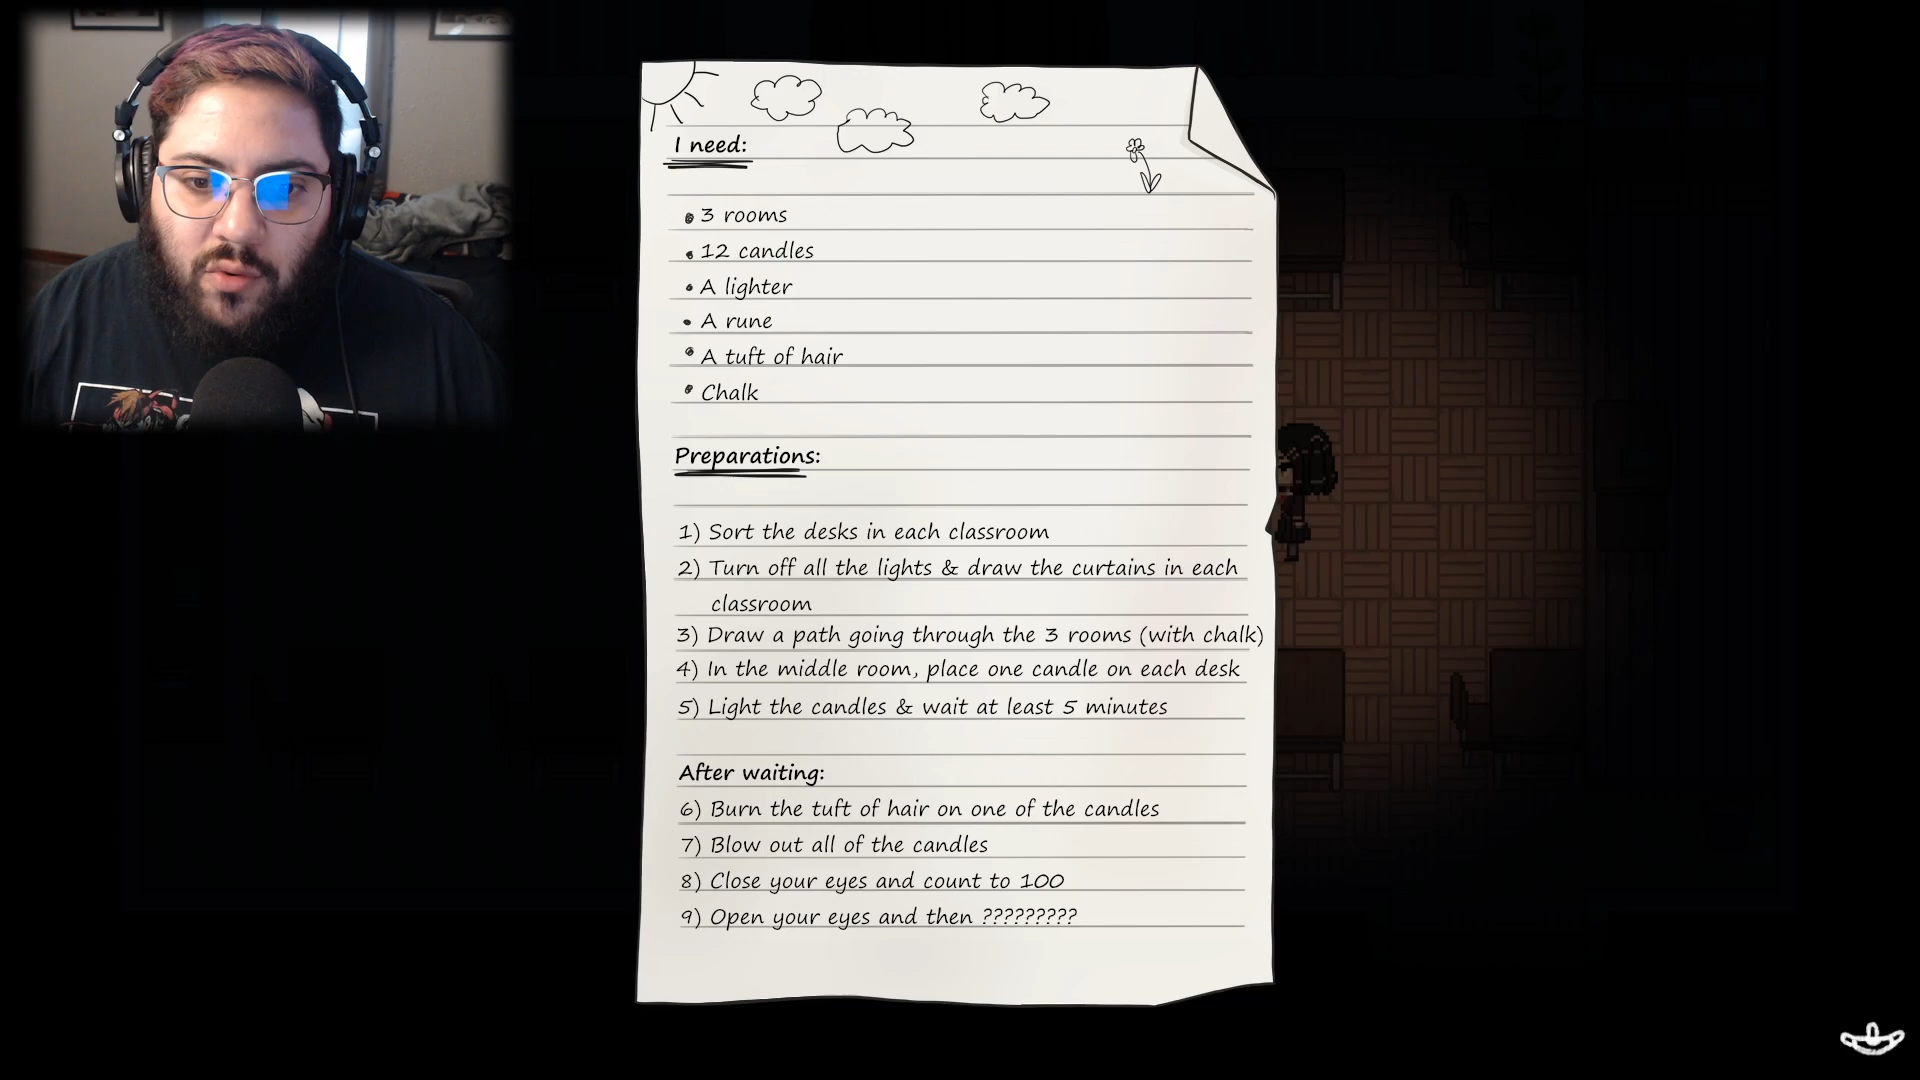 I need:
• 3 rooms
• 12 candles
• A lighter
• A rune
• A tuft of hair
• Chalk
Preparations:
1) Sort the desks in each classroom
2) Turn off all the lights & draw the curtains in each
classroom
3) Draw a path going through the 3 rooms (with chalk)
4) In the middle room, place one candle on each desk
5) Light the candles & wait at least 5 minutes
After waiting:
6) Burn the tuft of hair on one of the candles
7) Blow out all of the candles
8) Close your eyes and count to 100
9) Open your eyes and then ?????????